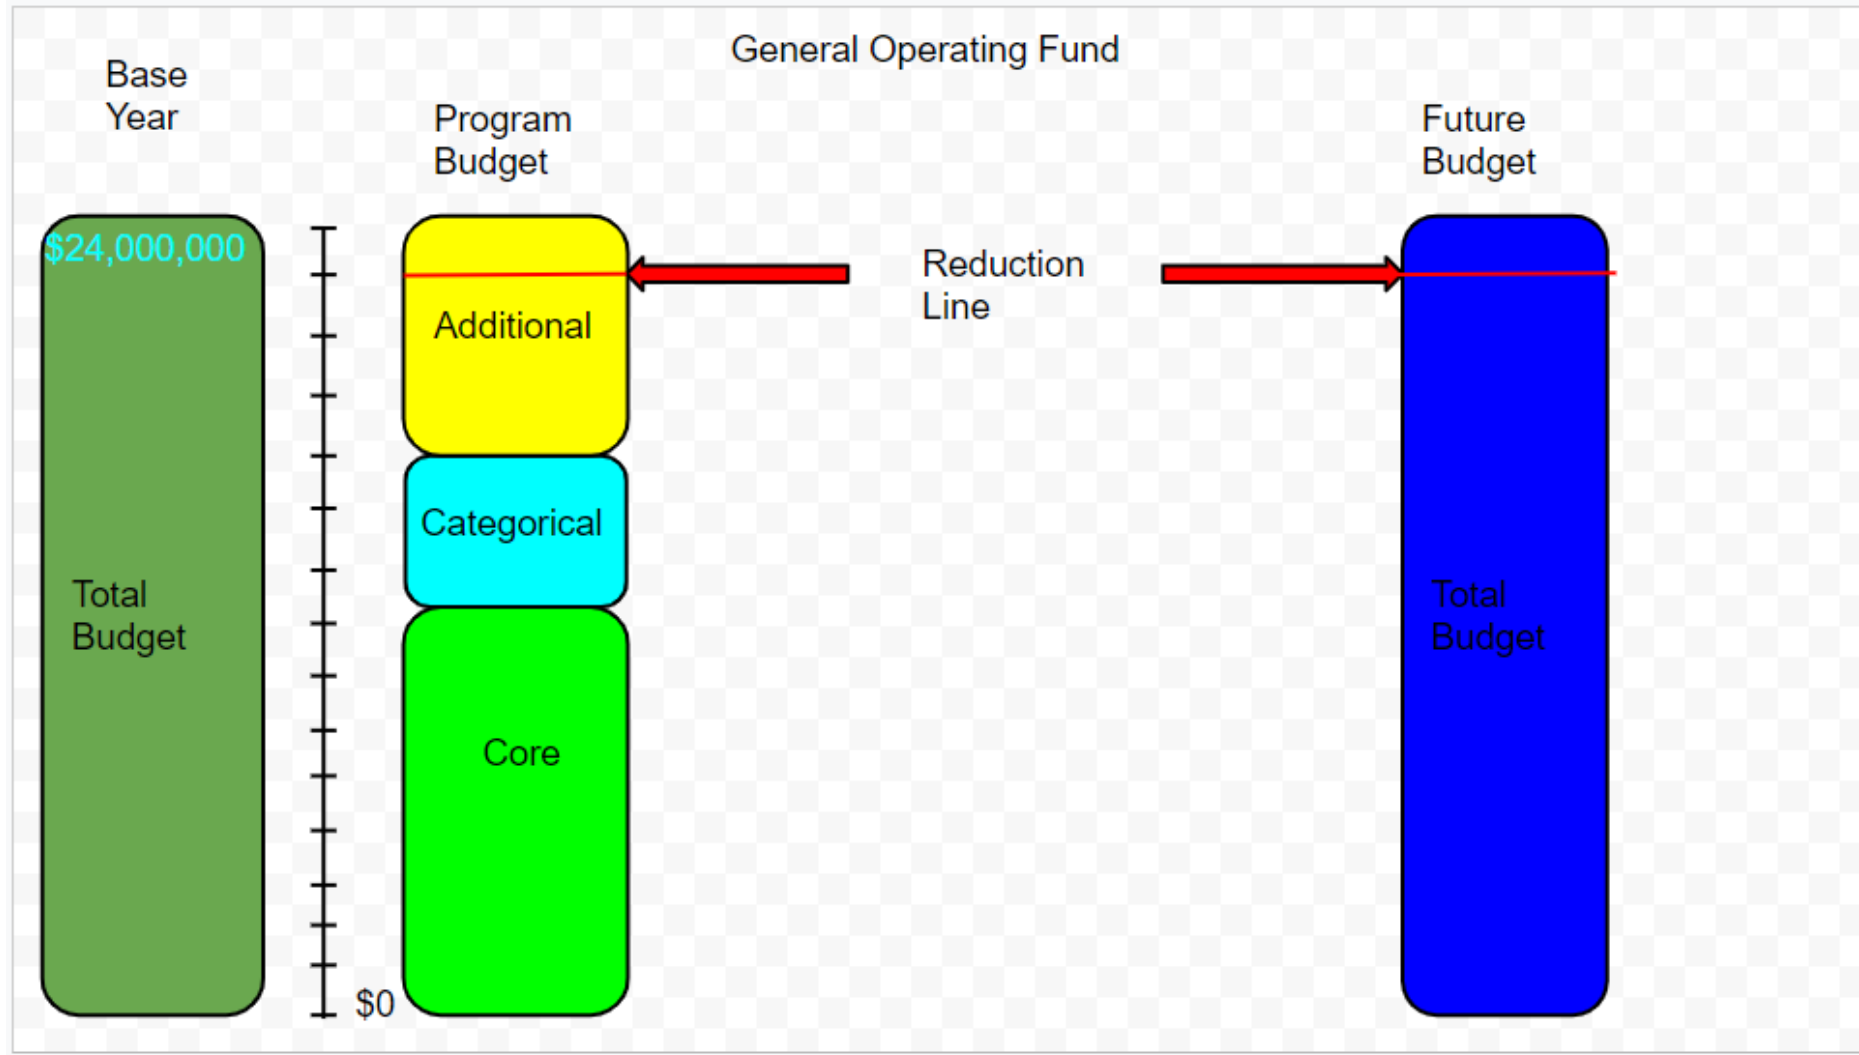 General Operating Fund
Base
Year
Program
Budget
Future
Budget
$24,000,000
Reduction
Line
Additional
Categorical
Total
Budget
Total
Budget
Core
$0